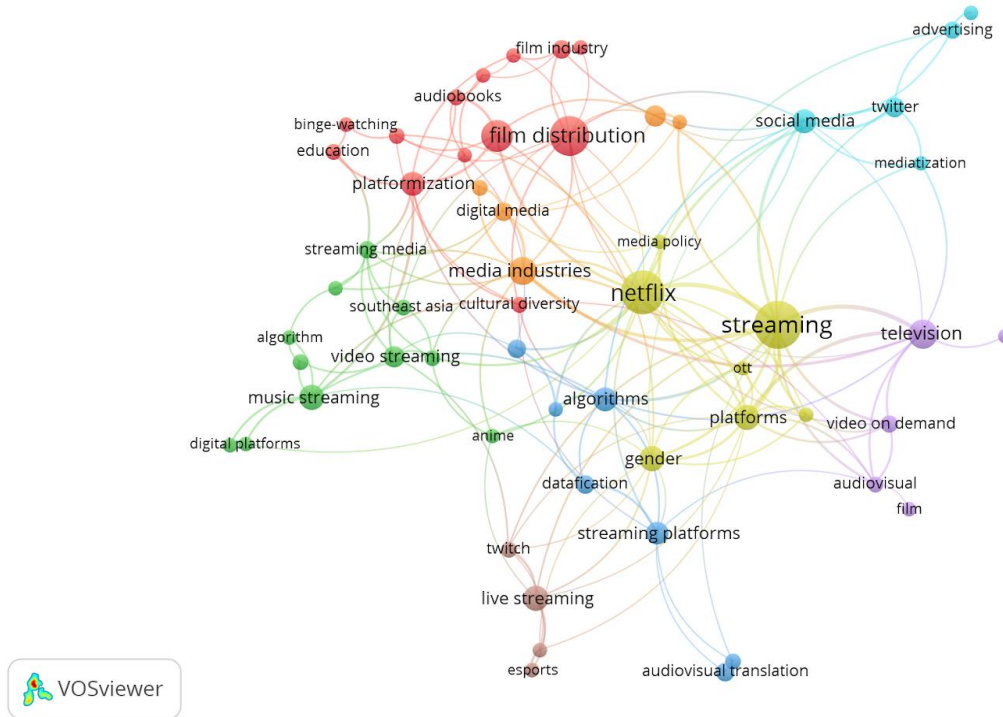 advertising
film industry
audiobooks
twitter
social media
binge-watching
film distribution
education
mediatization
platformization
digital media
streaming media
media policy
media industries
netflix
southeast asia
cultural diversity
streaming
algorithm
television
video streaming
ott
music streaming
algorithms
platforms
video on demand
anime
digital platforms
gender
datafication
audiovisual
film
streaming platforms
twitch
live streaming
esports
audiovisual translation
VOSviewer